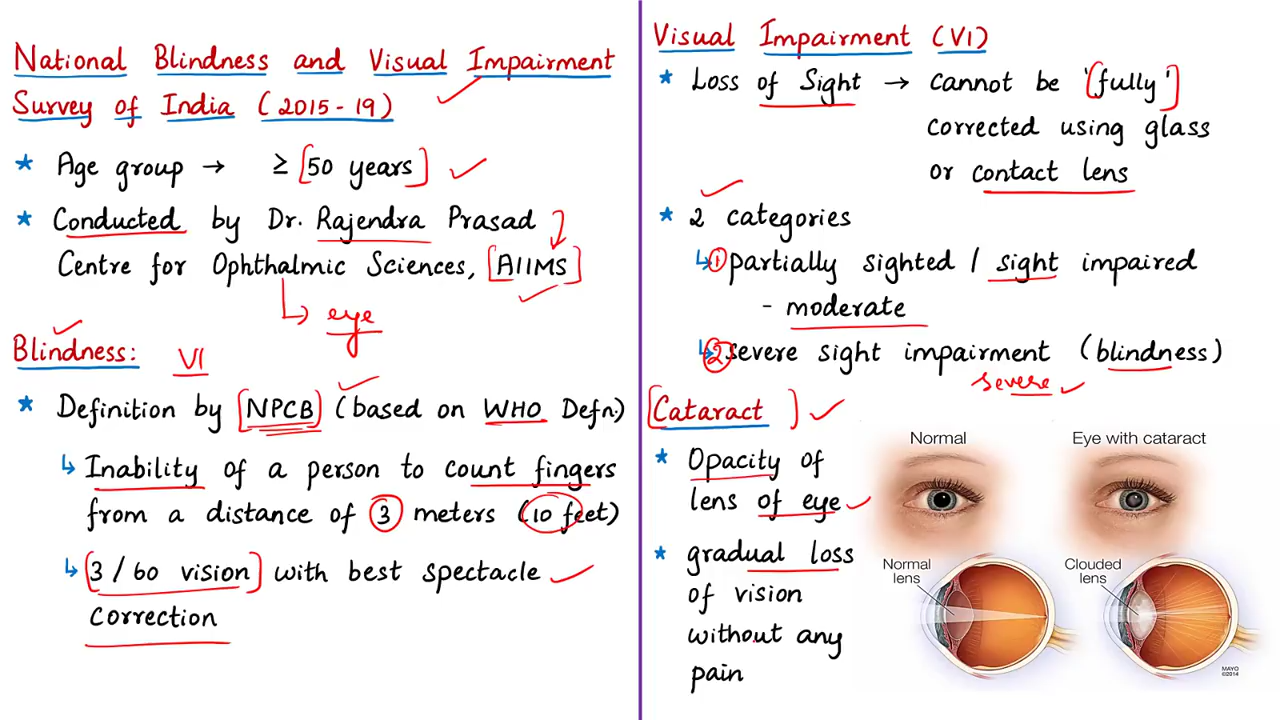 National Blindness and Visual Impairment
Survey of India (2015-19)
* Age group → ≥ [50 years]
* Conducted by Dr. Rajendra Prasad
Centre for Ophthalmic Sciences, [AIIMS]
eye
Blindness: VI
* Definition by [NPCB] (based on WHO Defn)
↳ Inability of a person to count fingers
from a distance of 3 meters (10 feet)
↳ [3/60 vision] with best spectacle
correction
Visual Impairment (VI)
* Loss of Sight → cannot be '[fully']
corrected using glass
or contact lens
* 2 categories
↳ ① partially sighted / sight impaired
- moderate
↳ ② severe sight impairment (blindness)
severe
[Cataract]
* Opacity of
lens of eye
* gradual loss
of vision
without any
pain
Normal
Eye with cataract
Normal
lens
Clouded
lens
MAYO
©2014